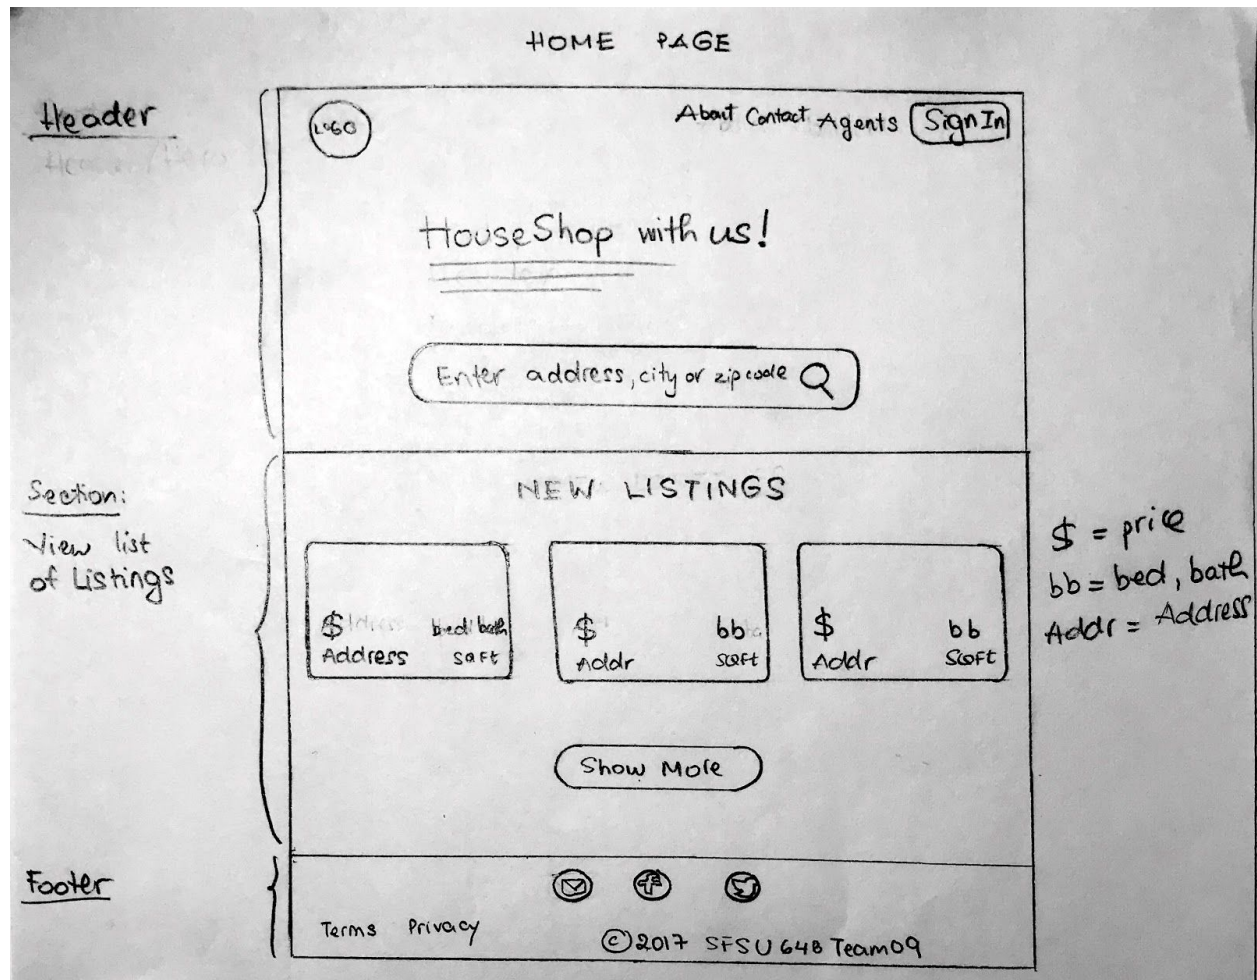 HOME PAGE
Header
LOGO
About Contact Agents Sign In
HouseShop with us!
Enter address, city or zip code
Section:
View list
of Listings
NEW LISTINGS
$ bed/bath
Address sqft
$ bb
Addr sqft
$ bb
Addr sqft
$ = price
bb = bed, bath
Addr = Address
Show More
Footer
f
Terms Privacy
© 2017 SFSU 648 Team09